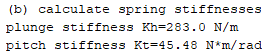 (b) calculate spring stiffnesses
plunge stiffness Kh=283.0 N/m
pitch stiffness Kt=45.48 N*m/rad